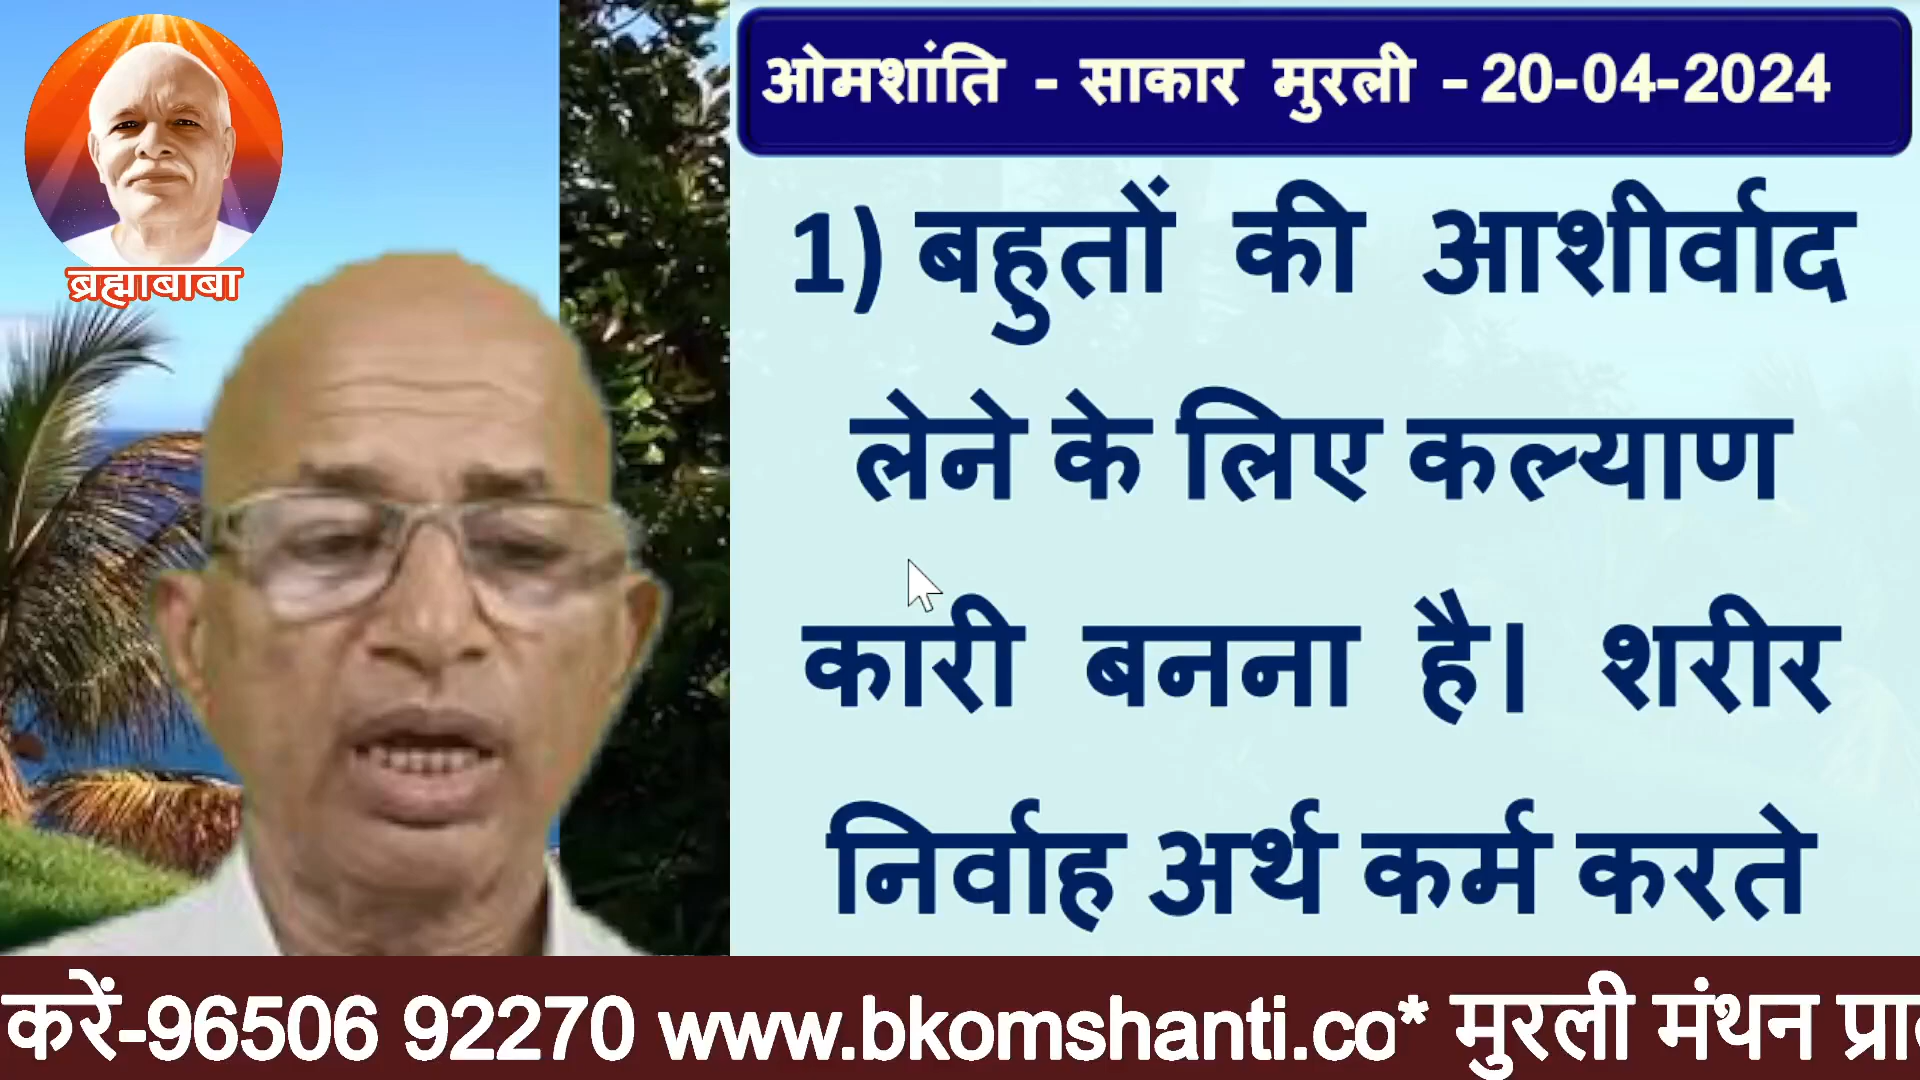 ब्रह्माबाबा
ओमशांति - साकार मुरली - 20-04-2024
1) बहुतों की आशीर्वाद
लेने के लिए कल्याण
कारी बनना है। शरीर
निर्वाह अर्थ कर्म करते
करें-96506 92270 www.bkomshanti.co* मुरली मंथन